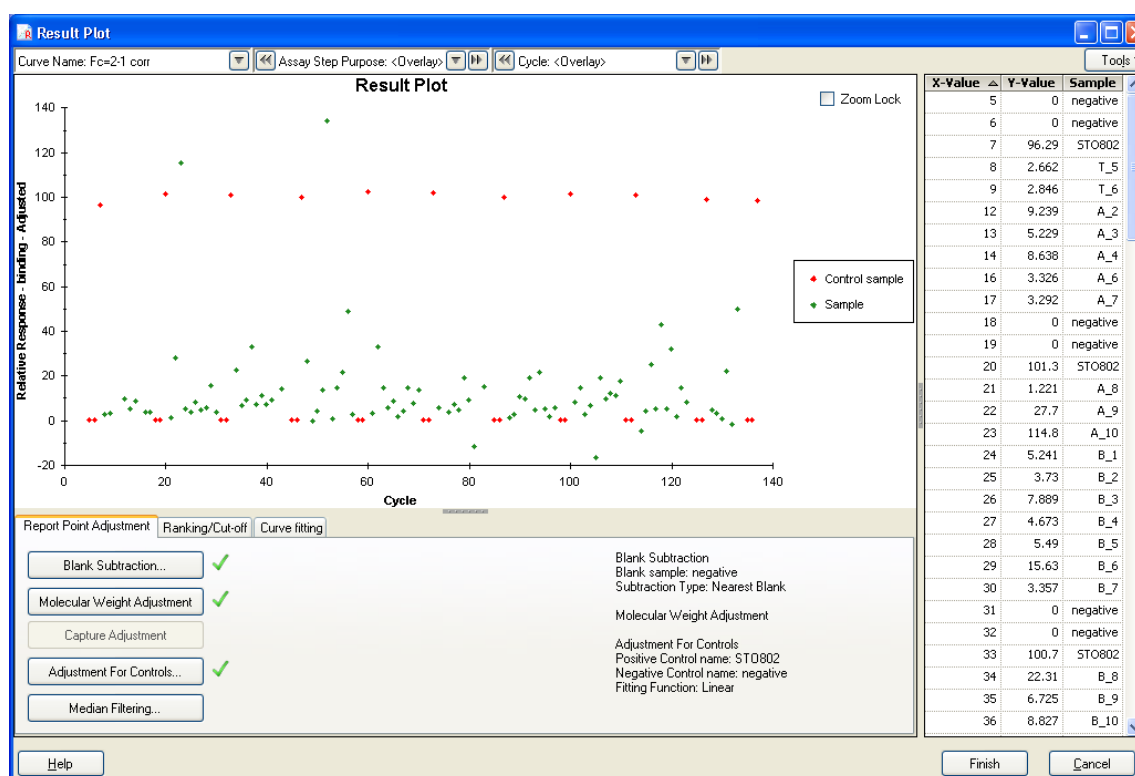 Result Plot
Curve Name: Fc=2-1 corr
Assay Step Purpose: <Overlay>
Cycle: <Overlay>
Tools
Result Plot
Zoom Lock
Relative Response - binding - Adjusted
140
120
100
80
60
40
20
0
-20
0 20 40 60 80 100 120 140
Cycle
Control sample
Sample
X-Value Y-Value Sample
5 0 negative
6 0 negative
7 96.29 STO802
8 2.662 T_5
9 2.846 T_6
12 9.239 A_2
13 5.229 A_3
14 8.638 A_4
16 3.326 A_6
17 3.292 A_7
18 0 negative
19 0 negative
20 101.3 STO802
21 1.221 A_8
22 27.7 A_9
23 114.8 A_10
24 5.241 B_1
25 3.73 B_2
26 7.889 B_3
27 4.673 B_4
28 5.49 B_5
29 15.63 B_6
30 3.357 B_7
31 0 negative
32 0 negative
33 100.7 STO802
34 22.31 B_8
35 6.725 B_9
36 8.827 B_10
Report Point Adjustment
Ranking/Cut-off
Curve fitting
Blank Subtraction...
Molecular Weight Adjustment
Capture Adjustment
Adjustment For Controls...
Median Filtering...
Blank Subtraction
Blank sample: negative
Subtraction Type: Nearest Blank
Molecular Weight Adjustment
Adjustment For Controls
Positive Control name: STO802
Negative Control name: negative
Fitting Function: Linear
Help
Finish
Cancel